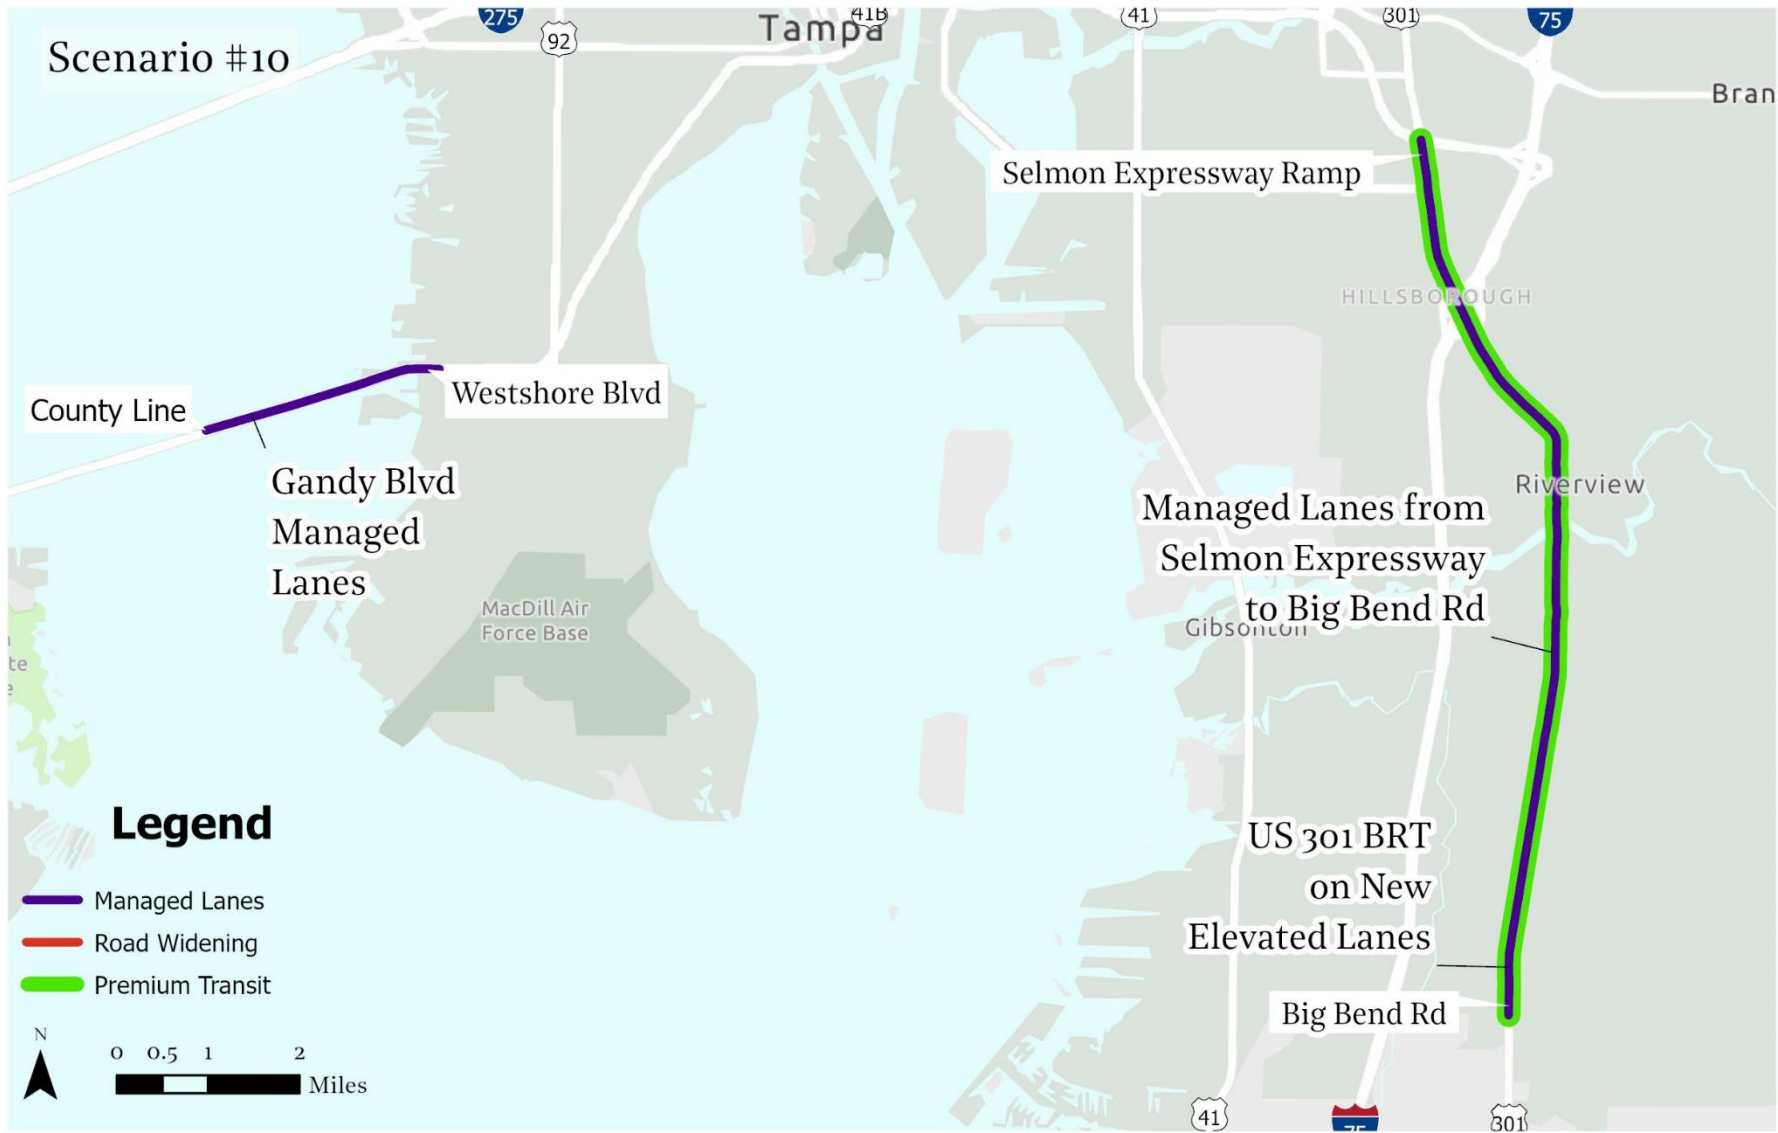 Scenario #10
275
92
Tampa
41B
41
301
75
Bran
Selmon Expressway Ramp
HILLSBOROUGH
County Line
Westshore Blvd
Gandy Blvd
Managed
Lanes
Riverview
Managed Lanes from
Selmon Expressway
to Big Bend Rd
Gibsonton
MacDill Air
Force Base
te
e
US 301 BRT
on New
Elevated Lanes
Big Bend Rd
Legend
Managed Lanes
Road Widening
Premium Transit
N
0 0.5 1 2
Miles
41
75
301